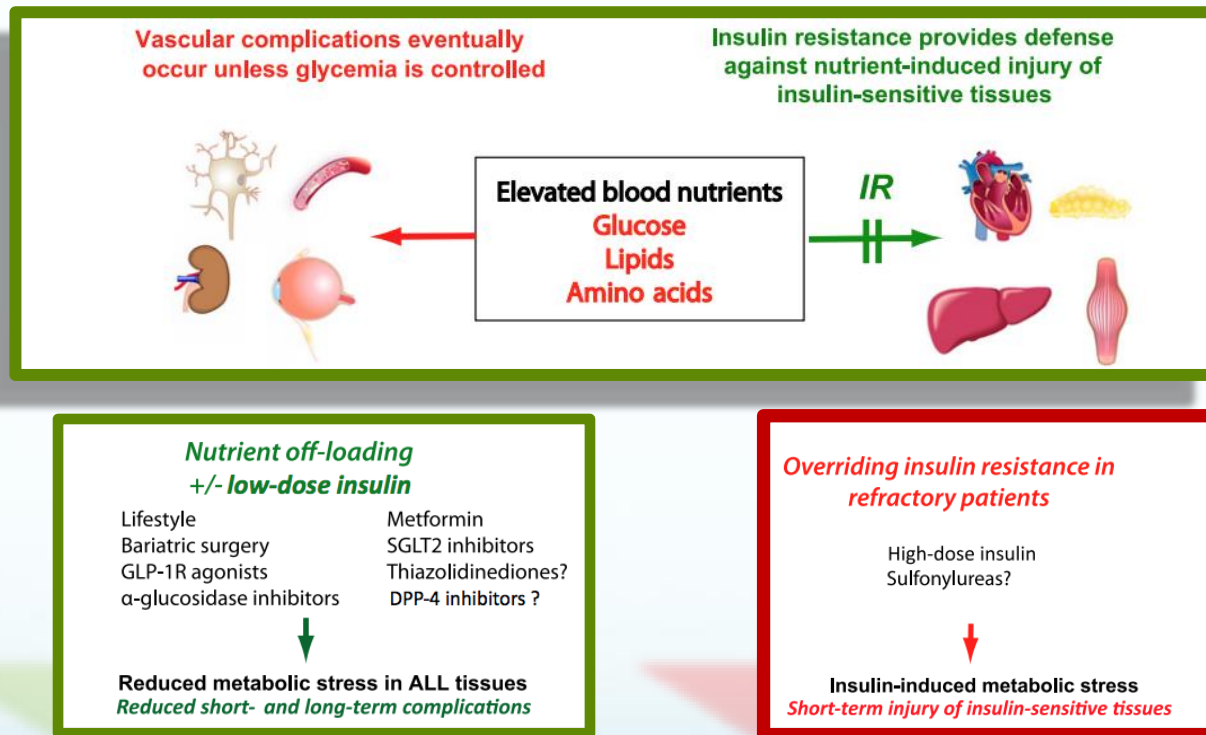 Vascular complications eventually
occur unless glycemia is controlled
Insulin resistance provides defense
against nutrient-induced injury of
insulin-sensitive tissues
Elevated blood nutrients
Glucose
Lipids
Amino acids
IR
Nutrient off-loading
+/- low-dose insulin
Lifestyle
Bariatric surgery
GLP-1R agonists
α-glucosidase inhibitors
Metformin
SGLT2 inhibitors
Thiazolidinediones?
DPP-4 inhibitors ?
Reduced metabolic stress in ALL tissues
Reduced short- and long-term complications
Overriding insulin resistance in
refractory patients
High-dose insulin
Sulfonylureas?
Insulin-induced metabolic stress
Short-term injury of insulin-sensitive tissues